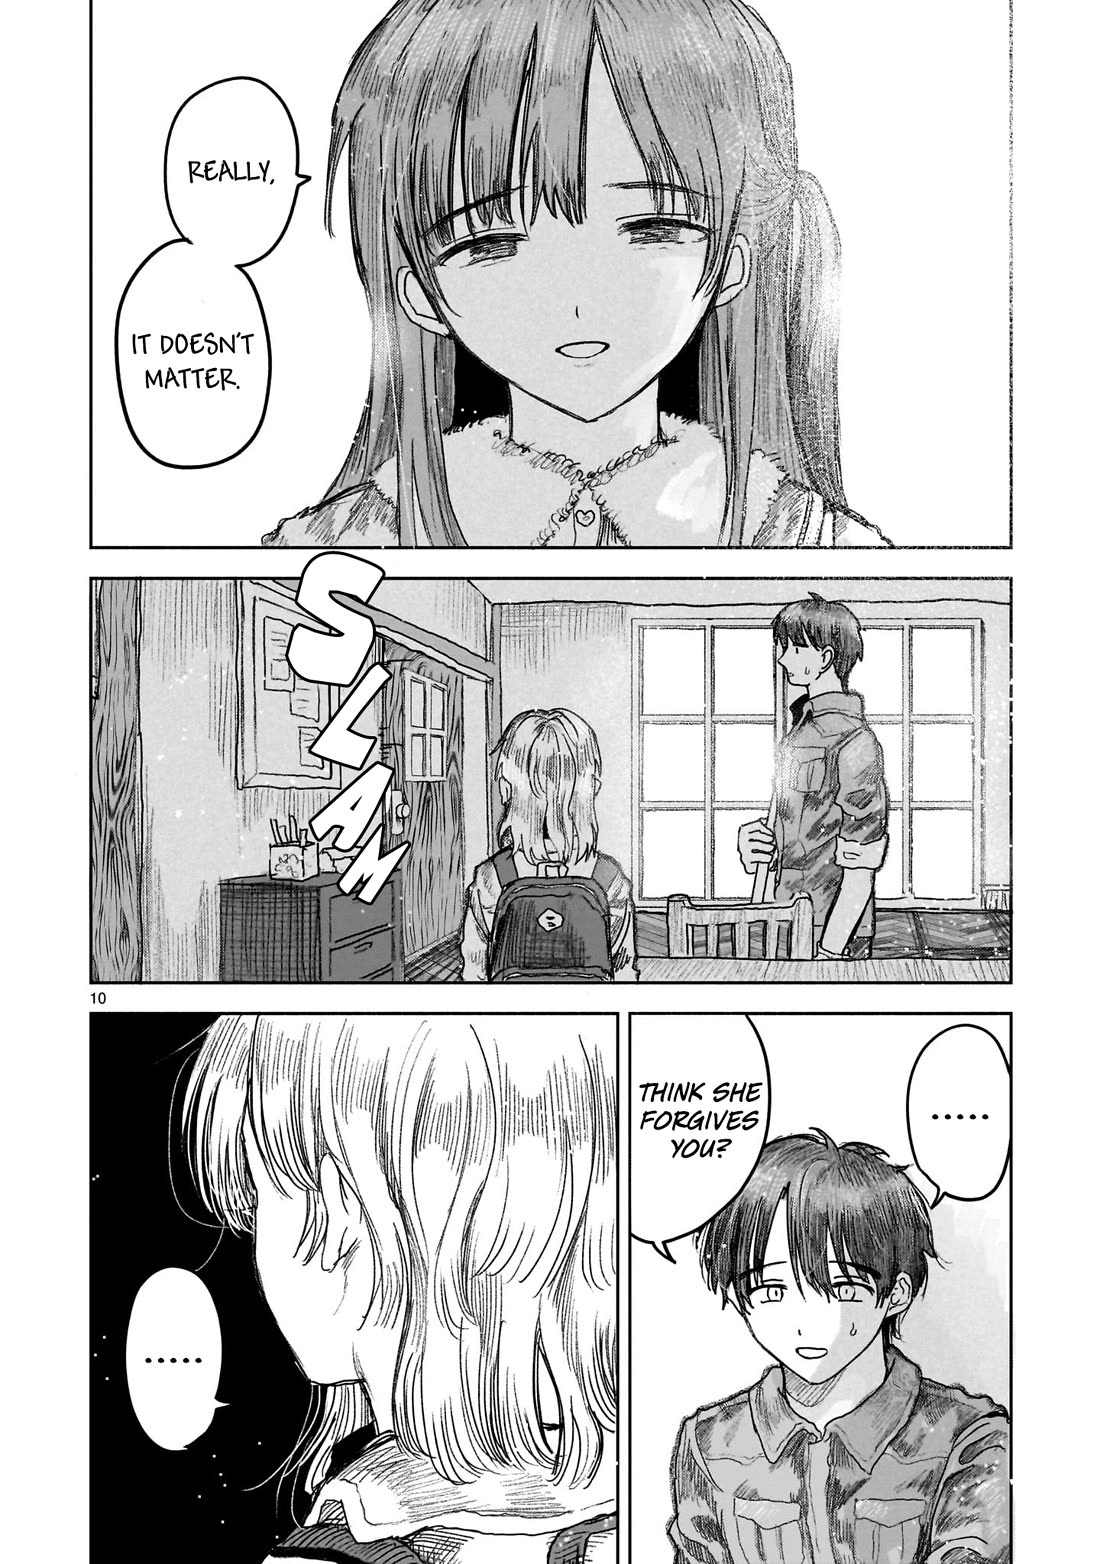 REALLY,
IT DOESN'T
MATTER.
SLAM
10
.....
THINK SHE
FORGIVES
YOU?
.....